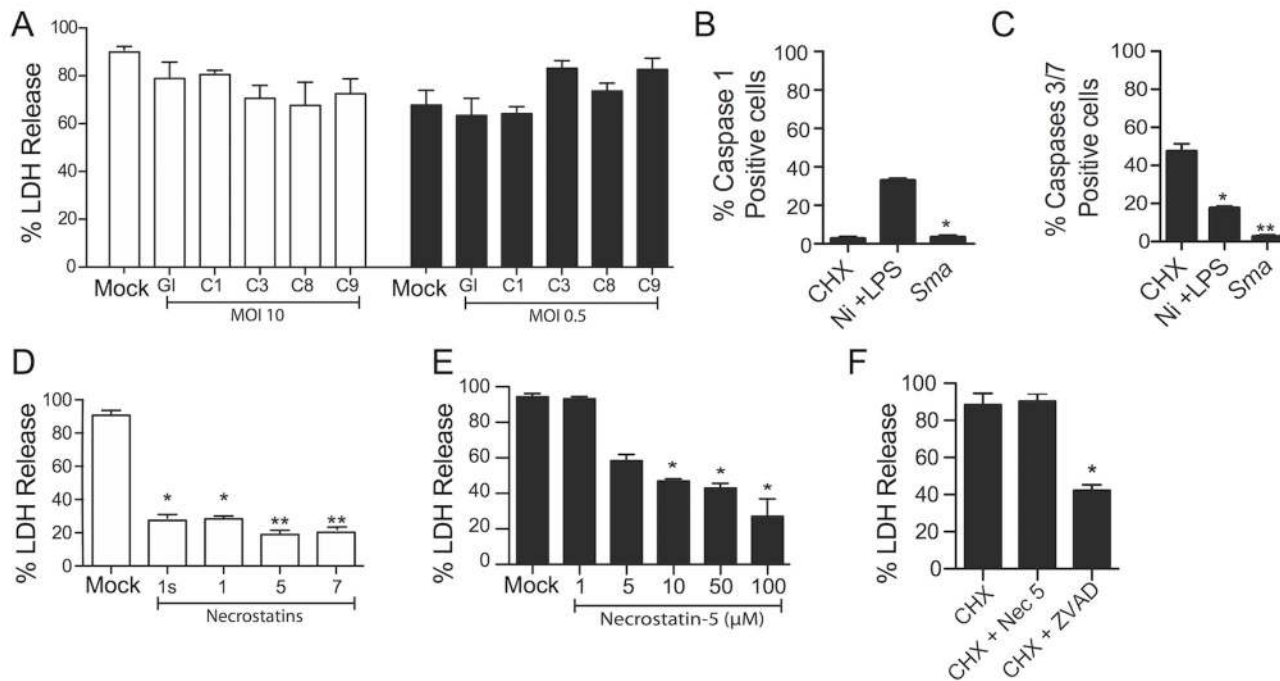 A
% LDH Release
100
80
60
40
20
0
Mock GI C1 C3 C8 C9 Mock GI C1 C3 C8 C9
MOI 10 MOI 0.5
B
% Caspase 1
Positive cells
100
80
60
40
20
0
*
CHX
Ni +LPS
Sma
C
% Caspases 3/7
Positive cells
100
80
60
40
20
0
*
**
CHX
Ni +LPS
Sma
D
% LDH Release
100
80
60
40
20
0
* * ** **
Mock 1s 1 5 7
Necrostatins
E
% LDH Release
100
80
60
40
20
0
* * *
Mock 1 5 10 50 100
Necrostatin-5 (µM)
F
% LDH Release
100
80
60
40
20
0
*
CHX
CHX + Nec 5
CHX + ZVAD